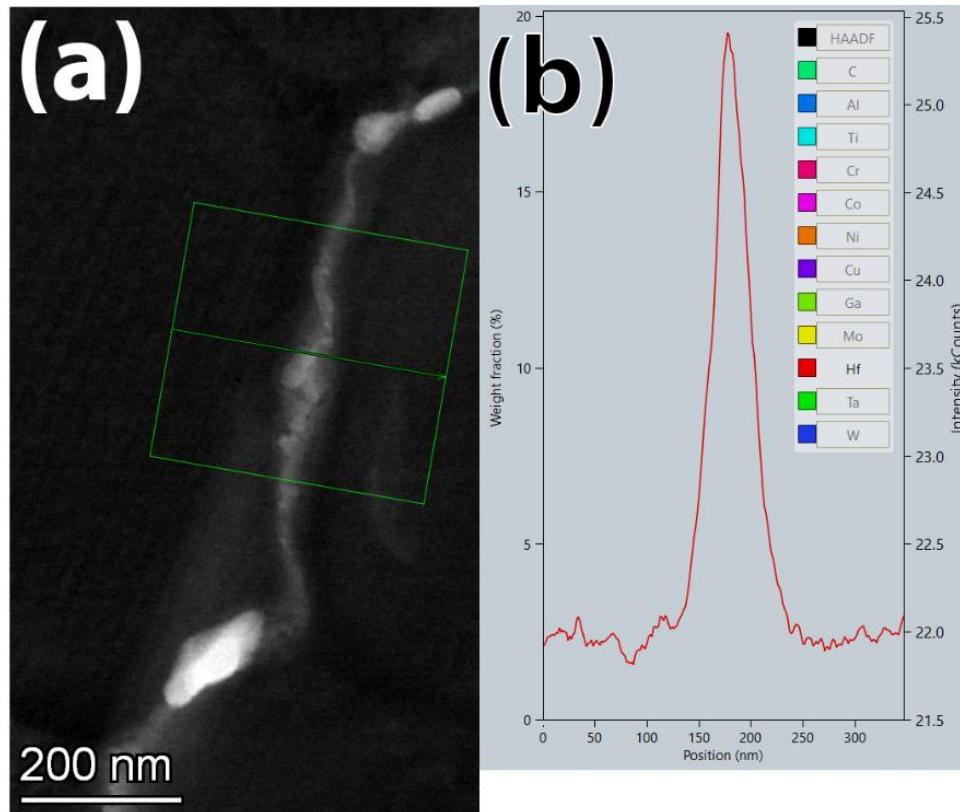 (a)
200 nm
(b)
20
15
10
5
0
Weight fraction (%)
0 50 100 150 200 250 300
Position (nm)
HAADF
C
Al
Ti
Cr
Co
Ni
Cu
Ga
Mo
Hf
Ta
W
25.5
25.0
24.5
24.0
23.5
23.0
22.5
22.0
21.5
Intensity (kCounts)